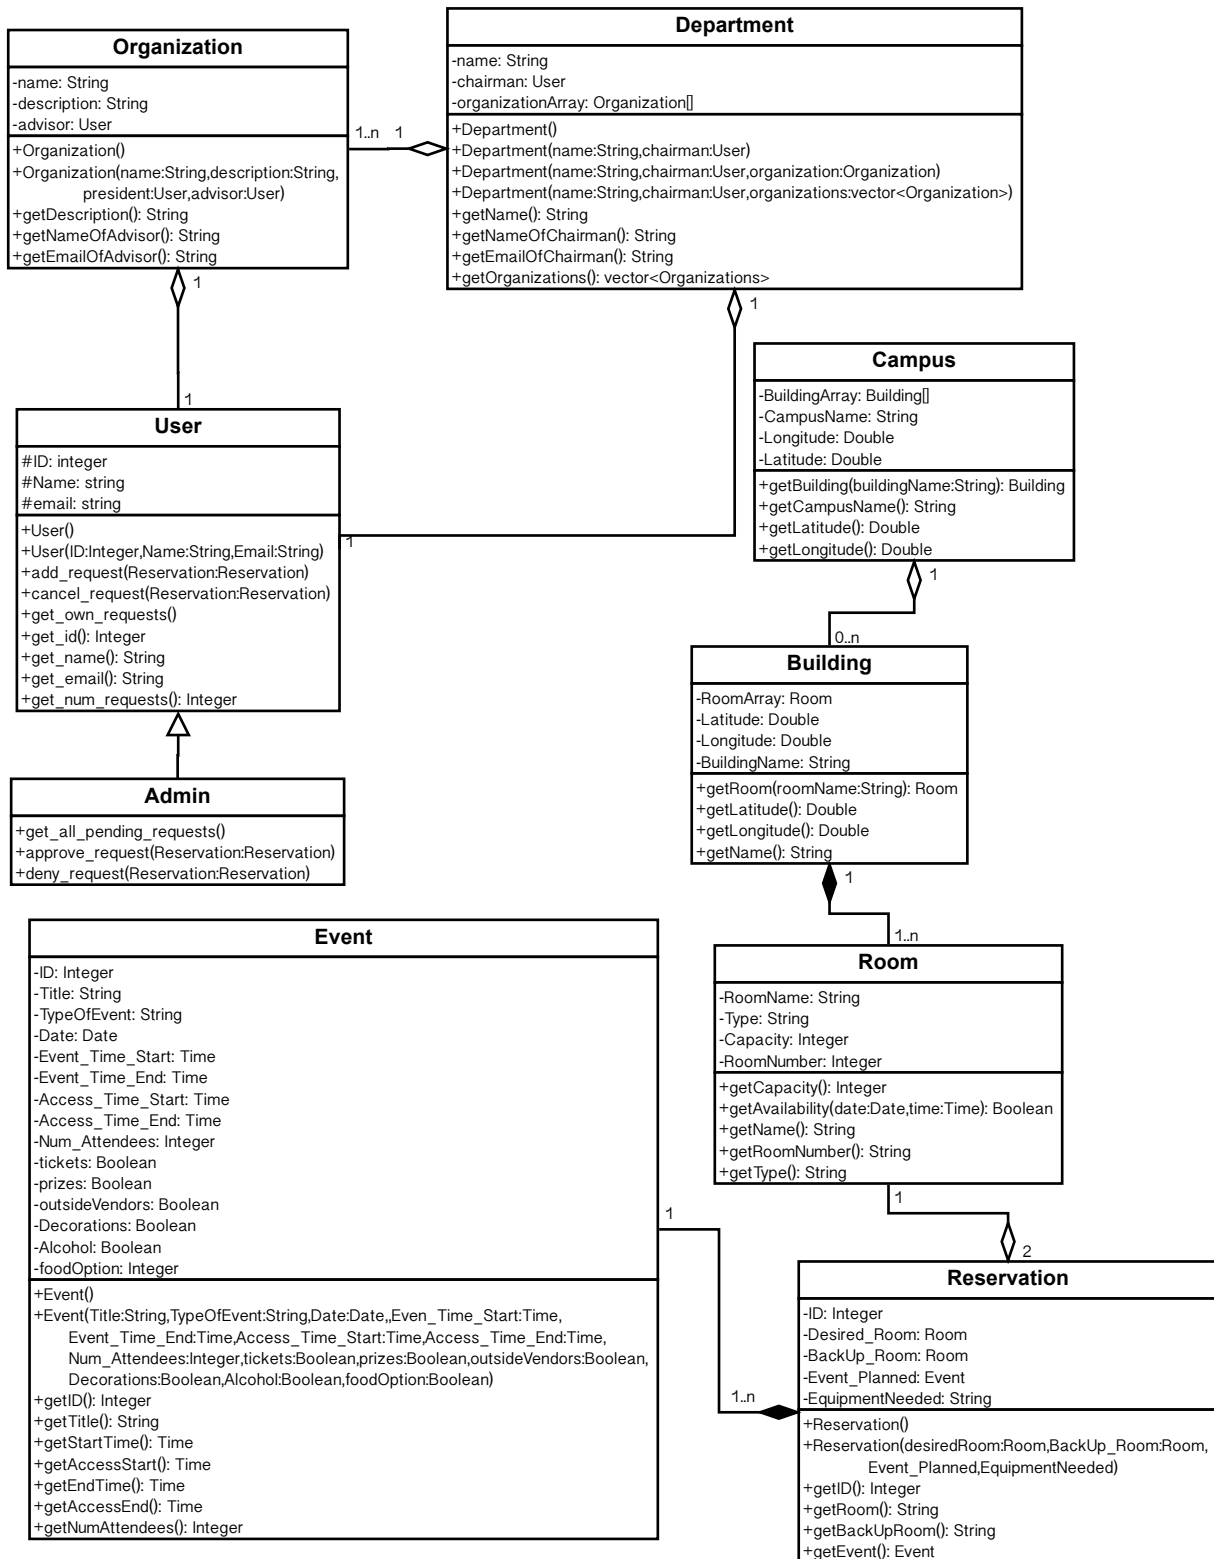 Organization
-name: String
-description: String
-advisor: User
+Organization()
+Organization(name:String,description:String,
president:User,advisor:User)
+getDescription(): String
+getNameOfAdvisor(): String
+getEmailOfAdvisor(): String
1..n
1
Department
-name: String
-chairman: User
-organizationArray: Organization[]
+Department()
+Department(name:String,chairman:User)
+Department(name:String,chairman:User,organization:Organization)
+Department(name:String,chairman:User,organizations:vector<Organization>)
+getName(): String
+getNameOfChairman(): String
+getEmailOfChairman(): String
+getOrganizations(): vector<Organizations>
1
1
1
User
#ID: integer
#Name: string
#email: string
+User()
+User(ID:Integer,Name:String,Email:String)
+add_request(Reservation:Reservation)
+cancel_request(Reservation:Reservation)
+get_own_requests()
+get_id(): Integer
+get_name(): String
+get_email(): String
+get_num_requests(): Integer
1
Campus
-BuildingArray: Building[]
-CampusName: String
-Longitude: Double
-Latitude: Double
+getBuilding(buildingName:String): Building
+getCampusName(): String
+getLatitude(): Double
+getLongitude(): Double
1
0..n
Building
-RoomArray: Room
-Latitude: Double
-Longitude: Double
-BuildingName: String
+getRoom(roomName:String): Room
+getLatitude(): Double
+getLongitude(): Double
+getName(): String
1
1..n
Admin
+get_all_pending_requests()
+approve_request(Reservation:Reservation)
+deny_request(Reservation:Reservation)
Event
-ID: Integer
-Title: String
-TypeOfEvent: String
-Date: Date
-Event_Time_Start: Time
-Event_Time_End: Time
-Access_Time_Start: Time
-Access_Time_End: Time
-Num_Attendees: Integer
-tickets: Boolean
-prizes: Boolean
-outsideVendors: Boolean
-Decorations: Boolean
-Alcohol: Boolean
-foodOption: Integer
+Event()
+Event(Title:String,TypeOfEvent:String,Date:Date,,Even_Time_Start:Time,
Event_Time_End:Time,Access_Time_Start:Time,Access_Time_End:Time,
Num_Attendees:Integer,tickets:Boolean,prizes:Boolean,outsideVendors:Boolean,
Decorations:Boolean,Alcohol:Boolean,foodOption:Boolean)
+getID(): Integer
+getTitle(): String
+getStartTime(): Time
+getAccessStart(): Time
+getEndTime(): Time
+getAccessEnd(): Time
+getNumAttendees(): Integer
1
1..n
Room
-RoomName: String
-Type: String
-Capacity: Integer
-RoomNumber: Integer
+getCapacity(): Integer
+getAvailability(date:Date,time:Time): Boolean
+getName(): String
+getRoomNumber(): String
+getType(): String
1
2
Reservation
-ID: Integer
-Desired_Room: Room
-BackUp_Room: Room
-Event_Planned: Event
-EquipmentNeeded: String
+Reservation()
+Reservation(desiredRoom:Room,BackUp_Room:Room,
Event_Planned,EquipmentNeeded)
+getID(): Integer
+getRoom(): String
+getBackUpRoom(): String
+getEvent(): Event